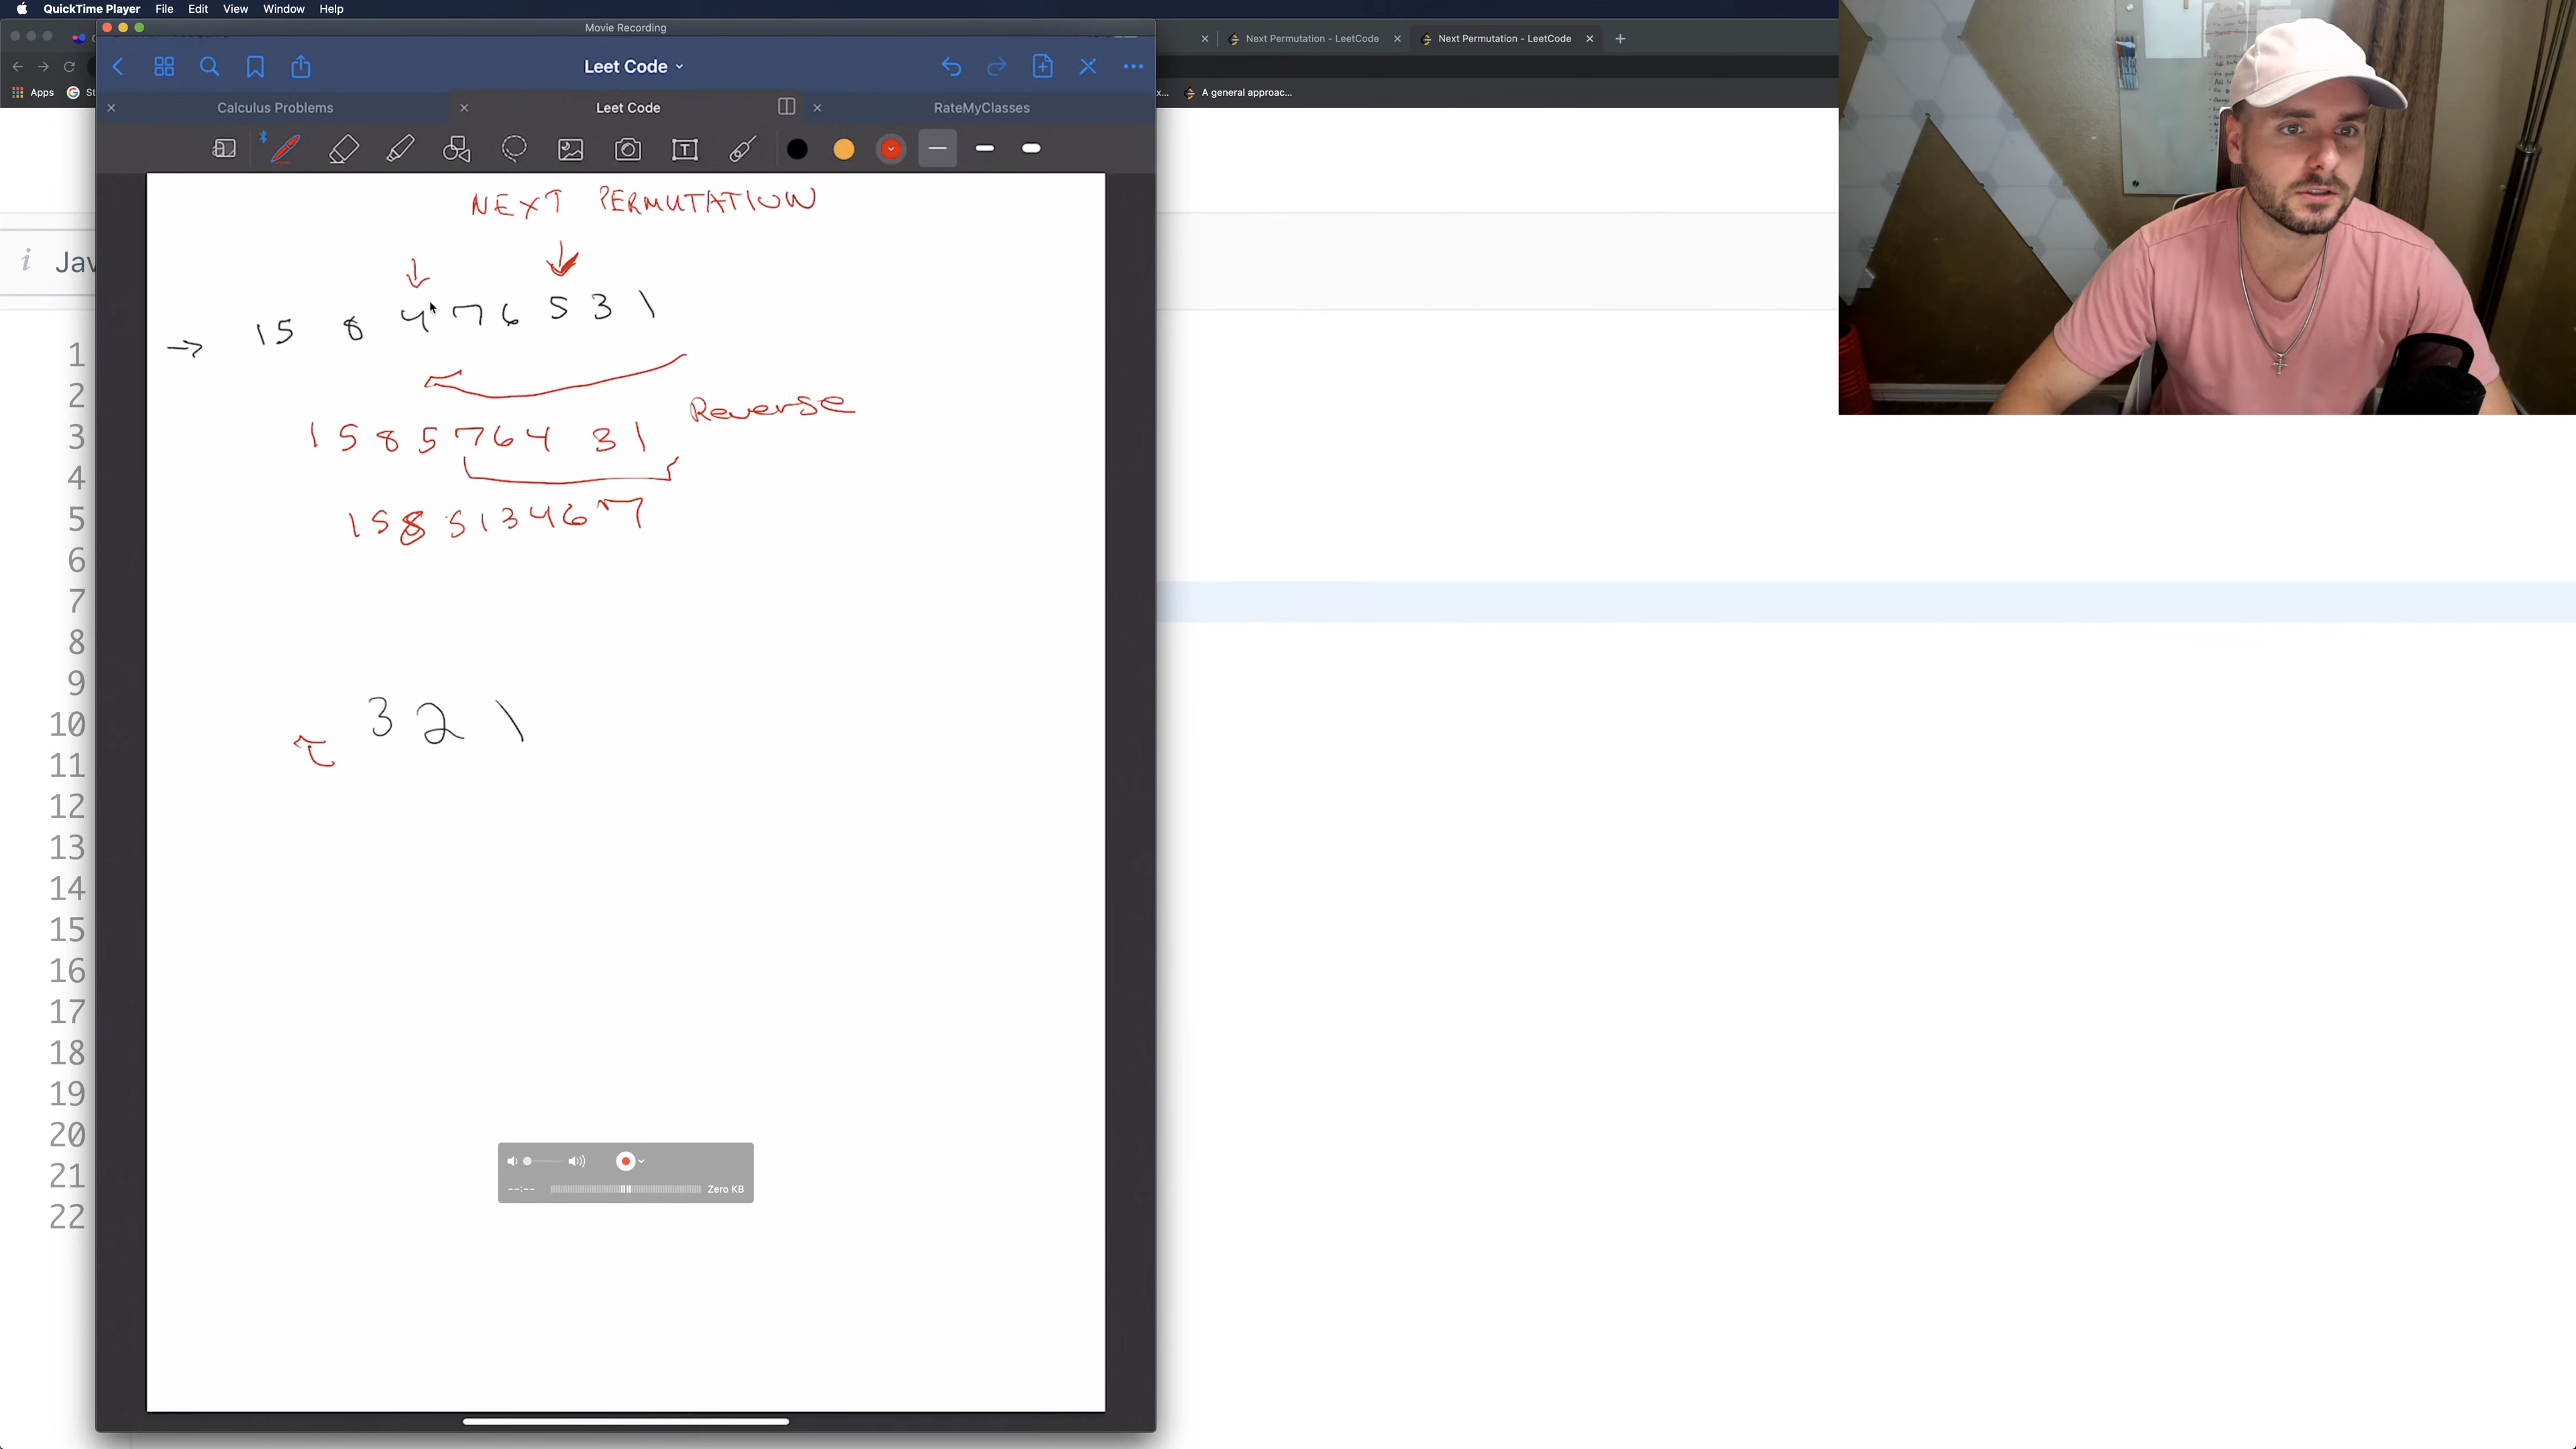 QuickTime Player File Edit View Window Help
Movie Recording
Next Permutation - LeetCode
Next Permutation - LeetCode
Leet Code
Apps
St
x...
A general approac...
Calculus Problems
Leet Code
RateMyClasses
NEXT PERMUTATION
Jav
15 8 4 7 6 5 3 1
Reverse
1 5 8 5 7 6 4 3 1
1 5 8 5 1 3 4 6 7
3 2 1
1
2
3
4
5
6
7
8
9
10
11
12
13
14
15
16
17
18
19
20
21
22
--:--
Zero KB